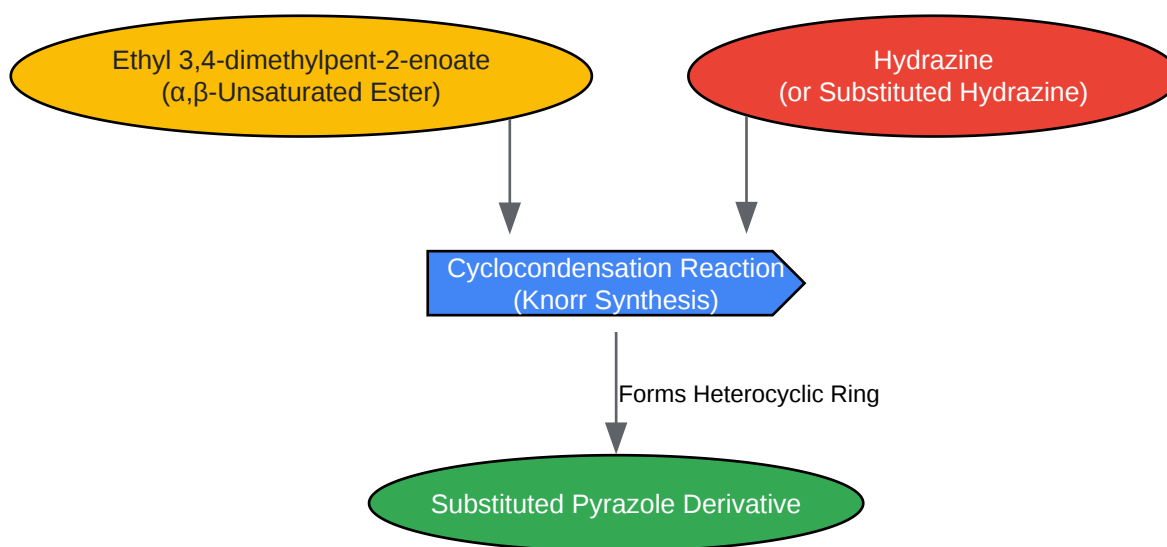 Ethyl 3,4-dimethylpent-2-enoate
(α,β-Unsaturated Ester)
Hydrazine
(or Substituted Hydrazine)
Cyclocondensation Reaction
(Knorr Synthesis)
Forms Heterocyclic Ring
Substituted Pyrazole Derivative